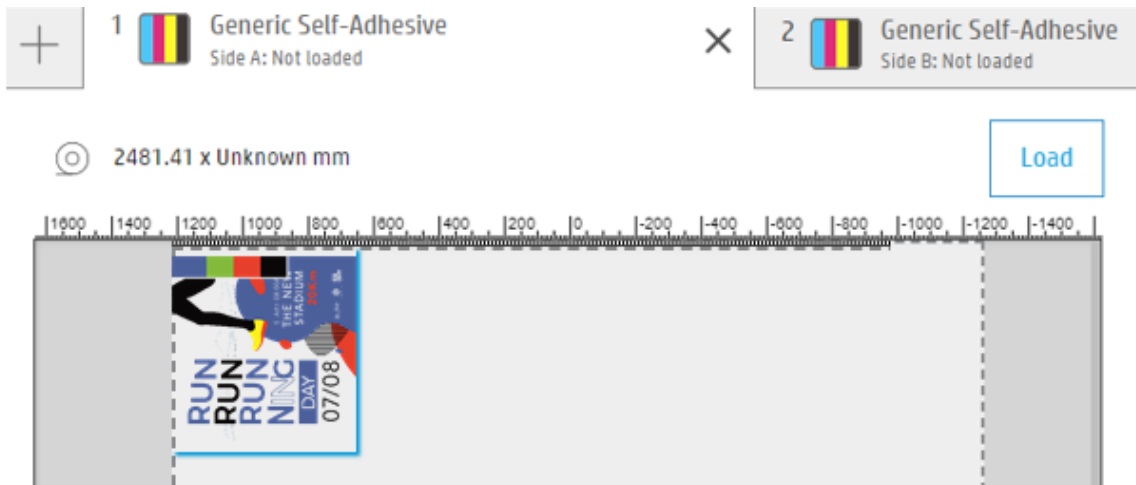 1 Generic Self-Adhesive
Side A: Not loaded
2 Generic Self-Adhesive
Side B: Not loaded
2481.41 x Unknown mm
Load
1600 1400 1200 1000 800 600 400 200 0 -200 -400 -600 -800 -1000 -1200 -1400
THE NEW
STADIUM
20Km
RUN
RUN
RUN
NING
DAY
07/08